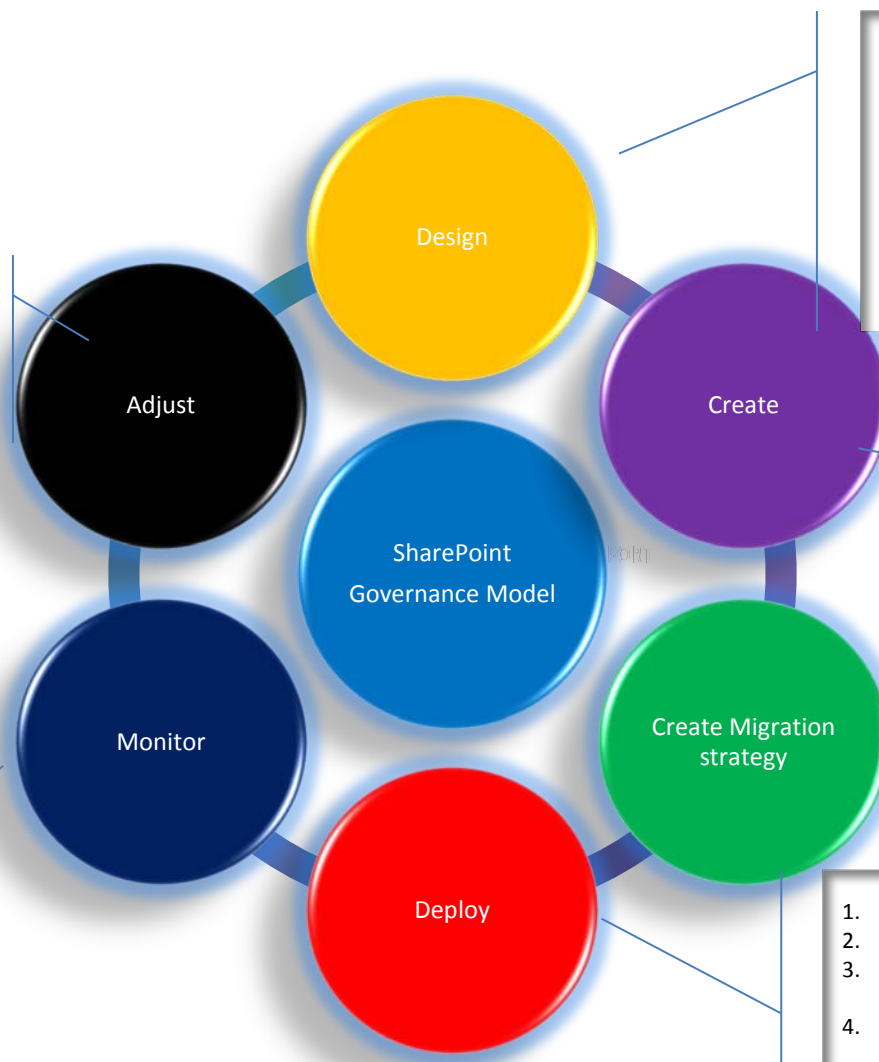 Design
Adjust
Create
SharePoint
Governance Model
Monitor
Create Migration
strategy
Deploy
1.
2.
3.
4.